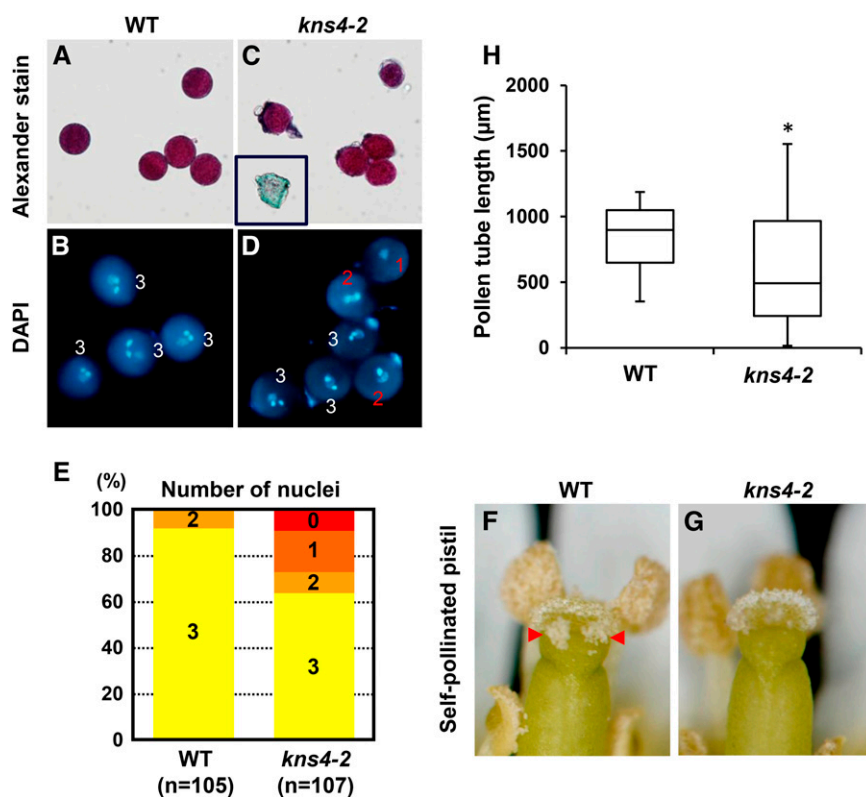 WT
kns4-2
Alexander stain
A
C
DAPI
B
3
3
3
3
D
1
2
3
3
3
2
E
(%)
Number of nuclei
100
80
60
40
20
0
2
3
0
1
2
3
WT
(n=105)
kns4-2
(n=107)
H
Pollen tube length (µm)
2000
1500
1000
500
0
*
WT
kns4-2
WT
kns4-2
Self-pollinated pistil
F
G